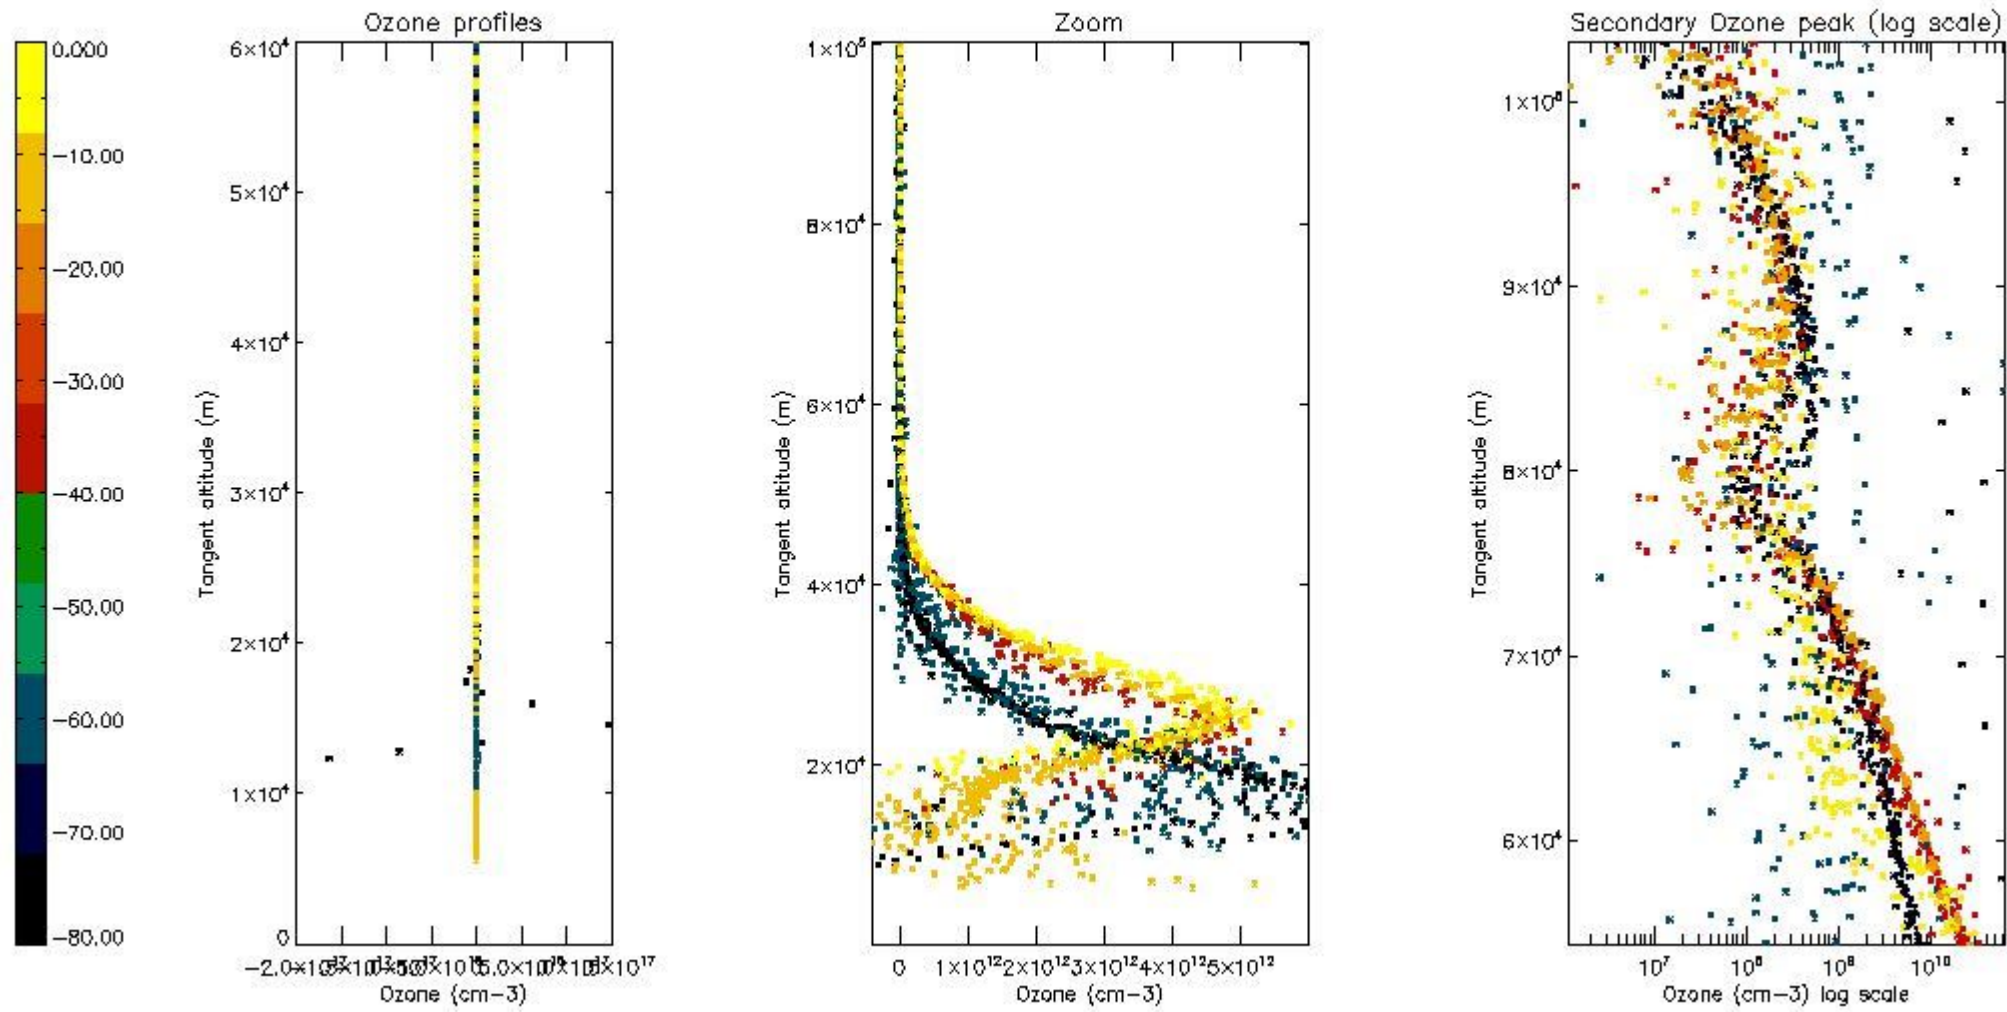 Ozone profiles
Zoom
Secondary Ozone peak (log scale)
0.000
−10.00
−20.00
−30.00
−40.00
−50.00
−60.00
−70.00
−80.00
6×10⁴
5×10⁴
4×10⁴
3×10⁴
2×10⁴
1×10⁴
0
Tangent altitude (m)
Ozone (cm−3)
1×10⁵
8×10⁴
6×10⁴
4×10⁴
2×10⁴
Tangent altitude (m)
0 1×10¹² 2×10¹² 3×10¹² 4×10¹² 5×10¹²
Ozone (cm−3)
9×10⁴
8×10⁴
7×10⁴
6×10⁴
Tangent altitude (m)
10⁷ 10⁸ 10⁹ 10¹⁰
Ozone (cm−3) log scale